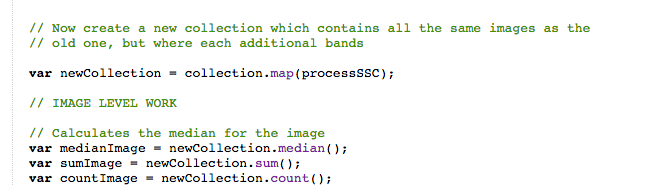 // Now create a new collection which contains all the same images as the
// old one, but where each additional bands
var newCollection = collection.map(processSSC);
// IMAGE LEVEL WORK
// Calculates the median for the image
var medianImage = newCollection.median();
var sumImage = newCollection.sum();
var countImage = newCollection.count();